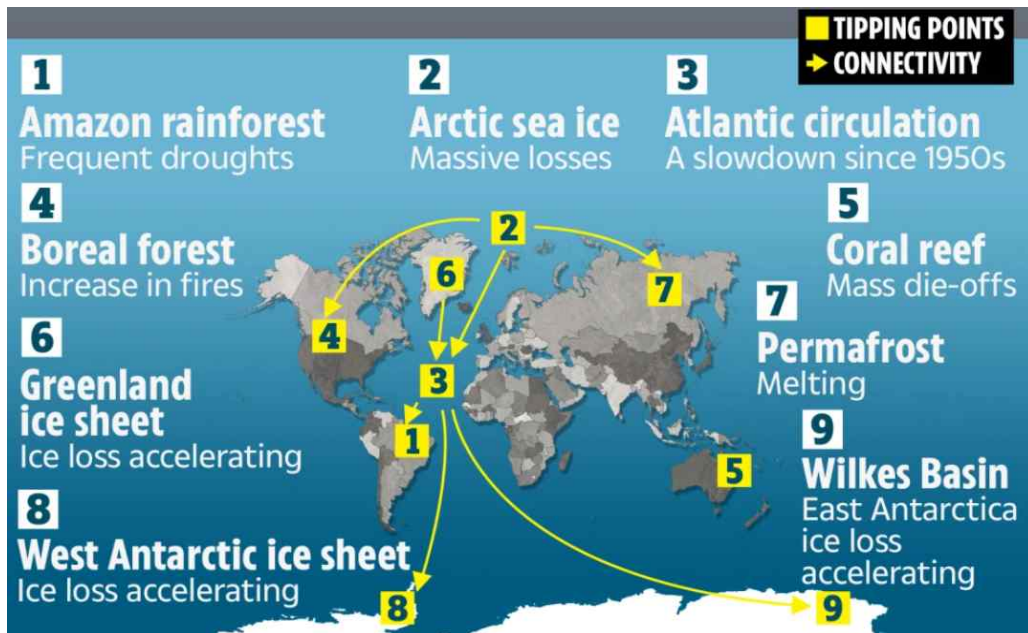 TIPPING POINTS
CONNECTIVITY
1
Amazon rainforest
Frequent droughts
2
Arctic sea ice
Massive losses
3
Atlantic circulation
A slowdown since 1950s
4
Boreal forest
Increase in fires
5
Coral reef
Mass die-offs
6
Greenland
ice sheet
Ice loss accelerating
7
Permafrost
Melting
8
West Antarctic ice sheet
Ice loss accelerating
9
Wilkes Basin
East Antarctica
ice loss
accelerating
2
6
7
4
3
1
5
8
9